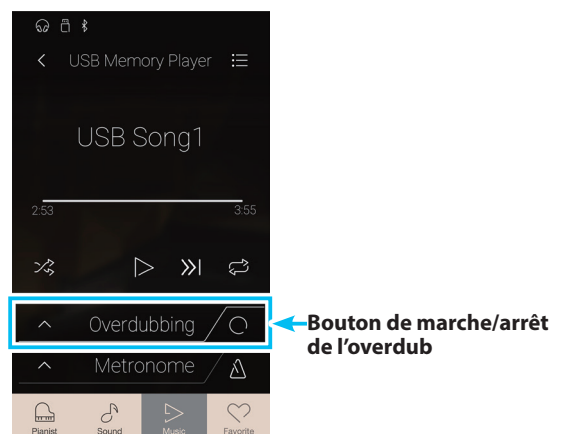 USB Memory Player
USB Song1
2:53 3:55
Overdubbing
Bouton de marche/arrêt
de l’overdub
Metronome
Pianist Sound Music Favorite